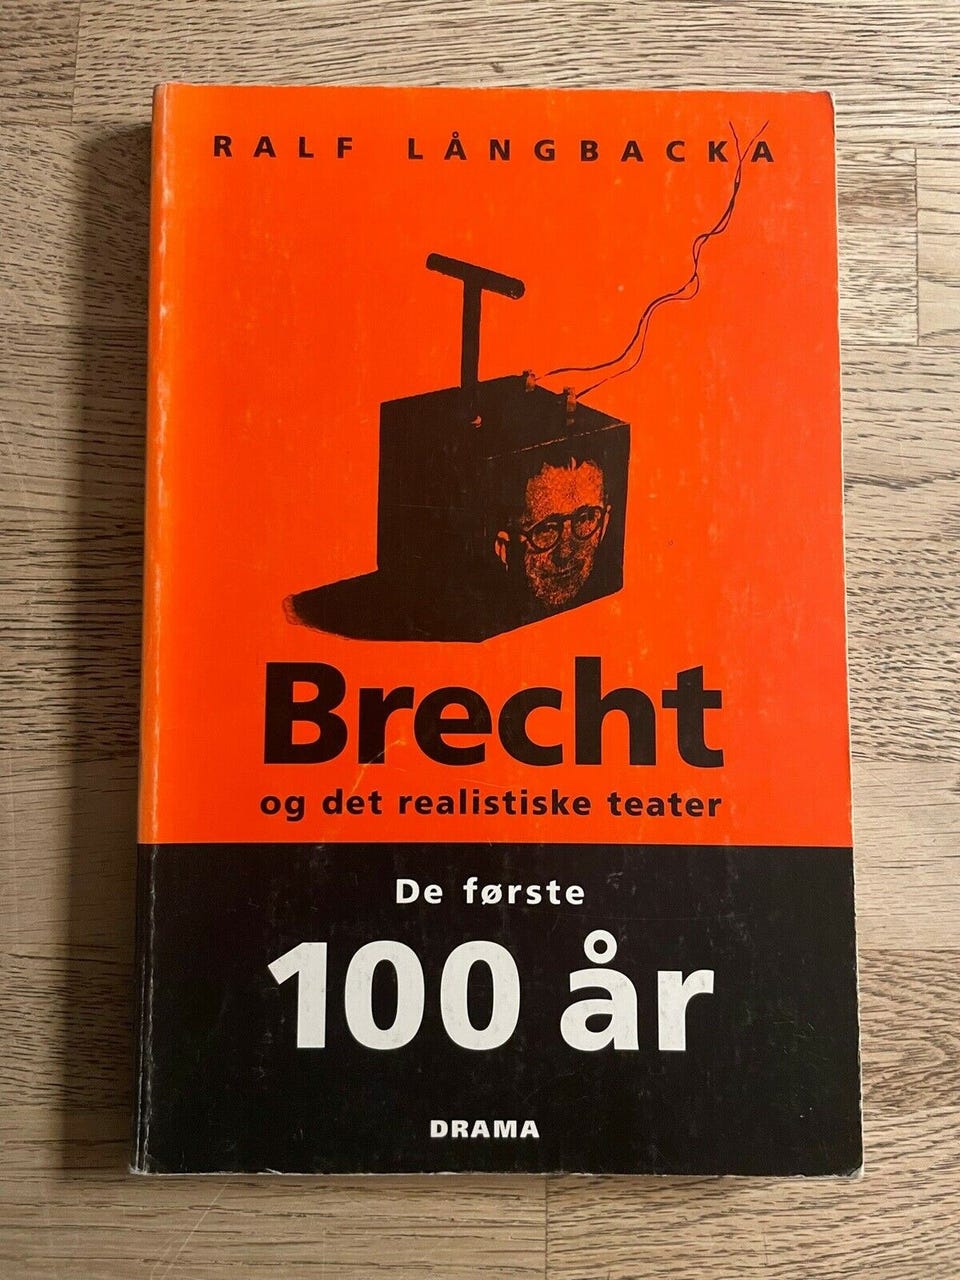 RALF LÅNGBACKA
Brecht
og det realistiske teater
De første
100 år
DRAMA